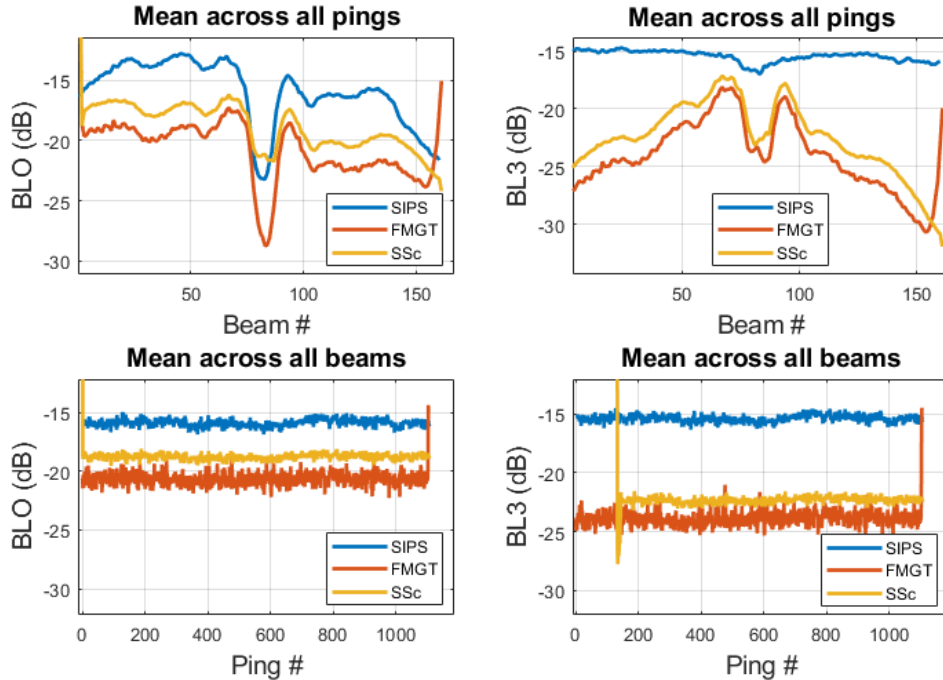 Mean across all pings
BLO (dB)
-15
-20
-25
-30
50
100
150
Beam #
SIPS
FMGT
SSc
Mean across all pings
BL3 (dB)
-15
-20
-25
-30
50
100
150
Beam #
SIPS
FMGT
SSc
Mean across all beams
BLO (dB)
-15
-20
-25
-30
0
200
400
600
800
1000
Ping #
SIPS
FMGT
SSc
Mean across all beams
BL3 (dB)
-15
-20
-25
-30
0
200
400
600
800
1000
Ping #
SIPS
FMGT
SSc